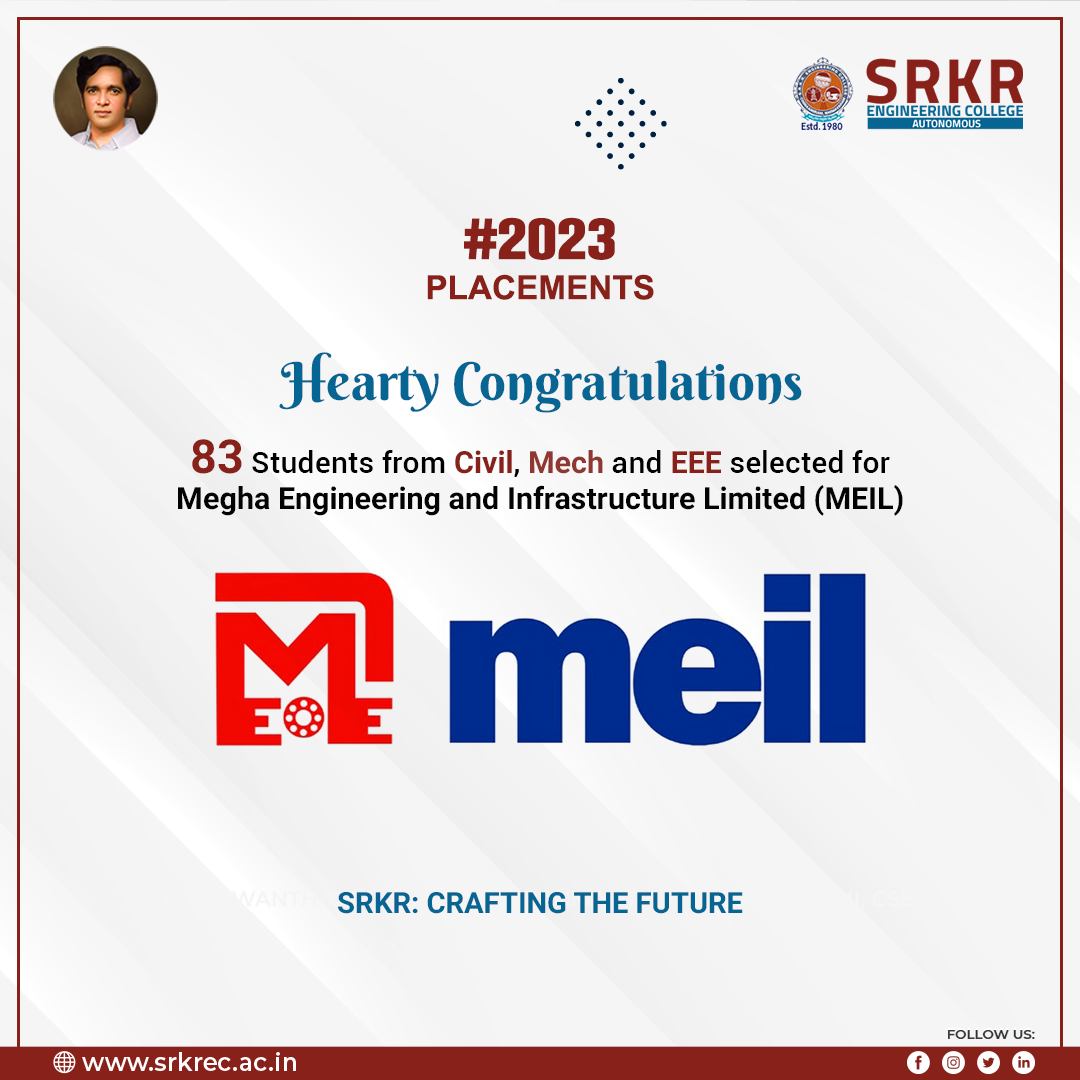 SRKR
ENGINEERING COLLEGE
AUTONOMOUS
Estd.1980
#2023
PLACEMENTS
Hearty Congratulations
83 Students from Civil, Mech and EEE selected for
Megha Engineering and Infrastructure Limited (MEIL)
M
E E
meil
SRKR: CRAFTING THE FUTURE
FOLLOW US:
www.srkrec.ac.in